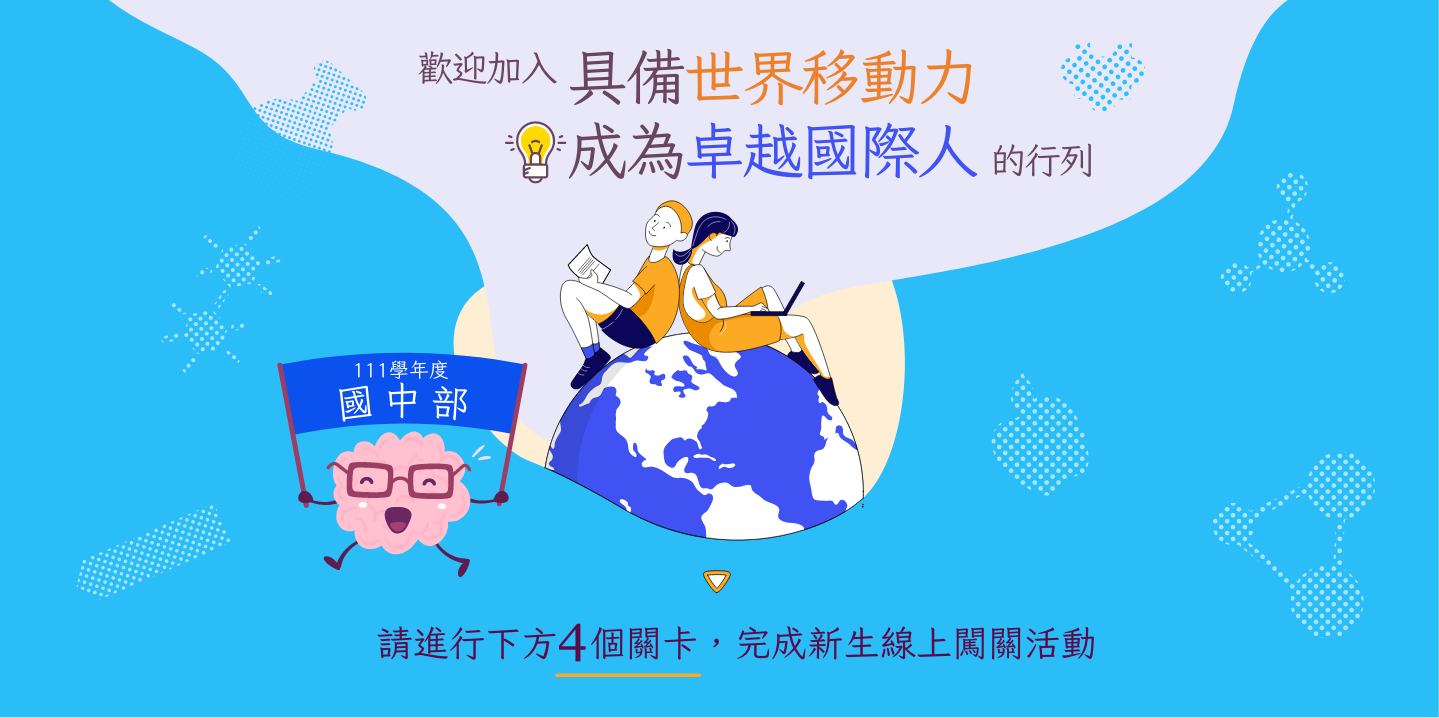 歡迎加入 具備世界移動力
成為卓越國際人 的行列
111學年度
國中部
請進行下方4個關卡，完成新生線上闖關活動